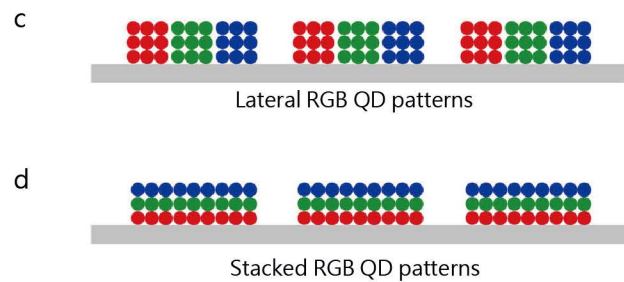 c
Lateral RGB QD patterns
d
Stacked RGB QD patterns